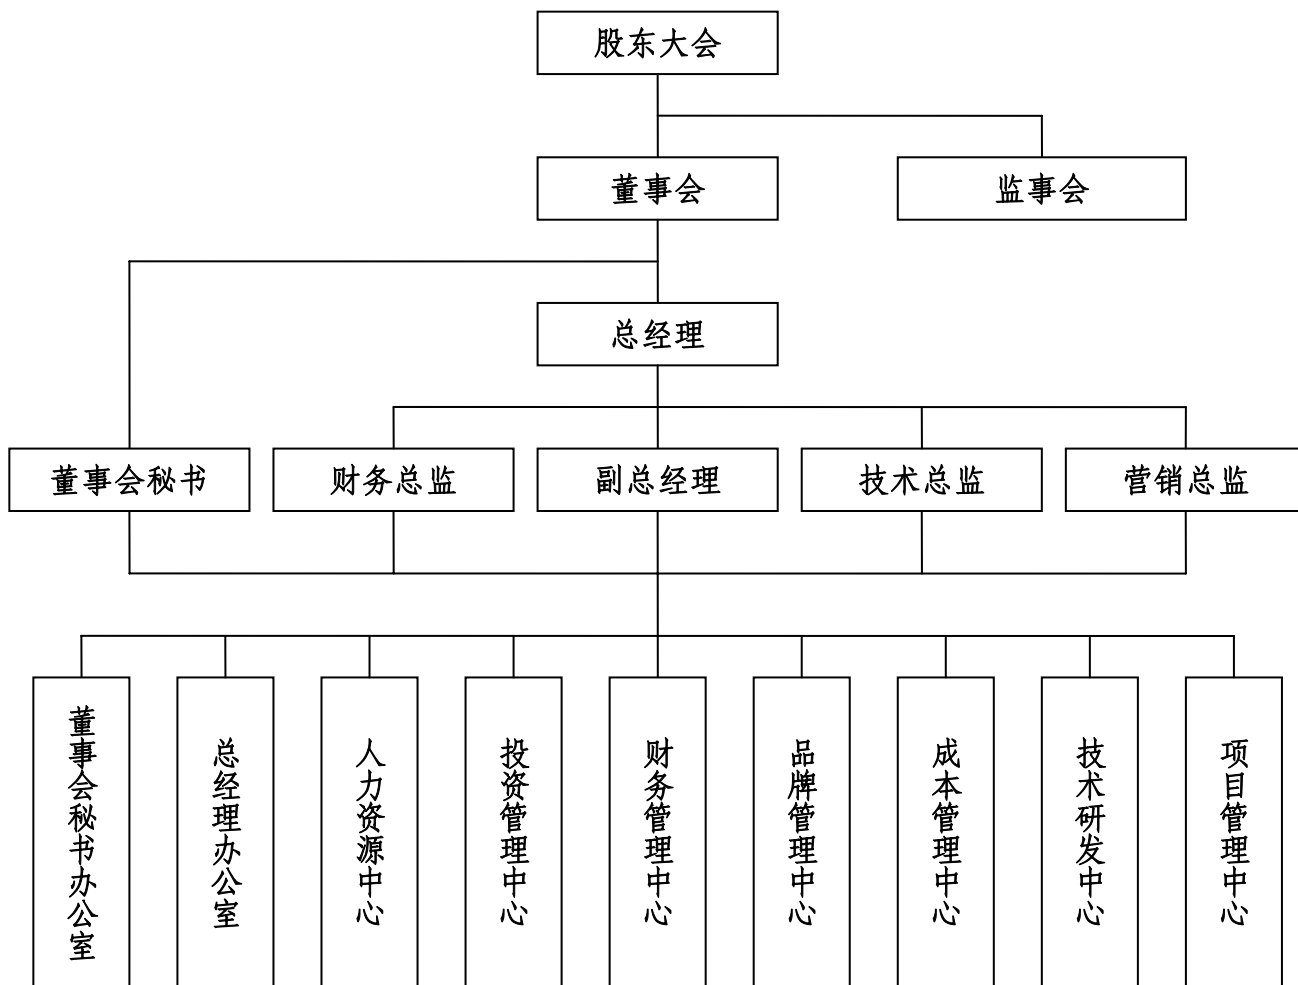 股东大会
董事会
监事会
总经理
董事会秘书
财务总监
副总经理
技术总监
营销总监
董事会秘书办公室
总经理办公室
人力资源中心
投资管理中心
财务管理中心
品牌管理中心
成本管理中心
技术研发中心
项目管理中心